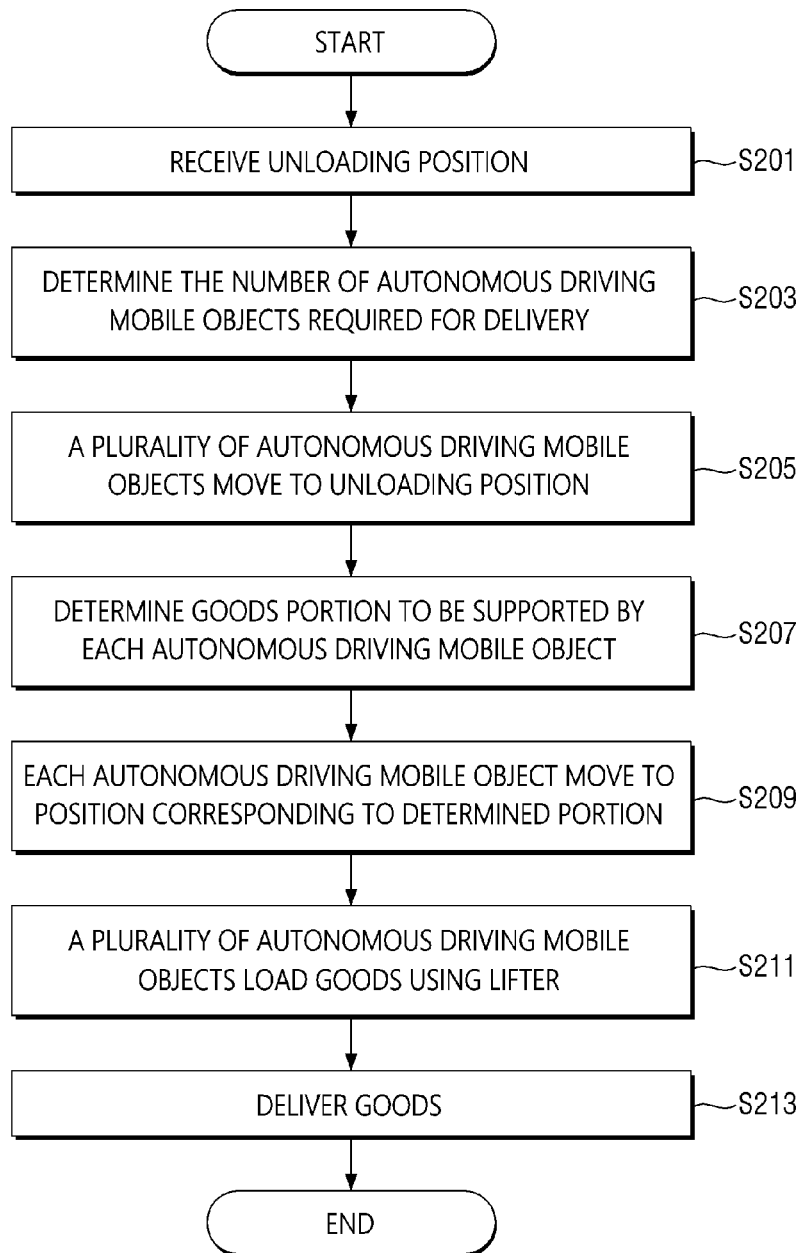 START
RECEIVE UNLOADING POSITION
S201
DETERMINE THE NUMBER OF AUTONOMOUS DRIVING
MOBILE OBJECTS REQUIRED FOR DELIVERY
S203
A PLURALITY OF AUTONOMOUS DRIVING MOBILE
OBJECTS MOVE TO UNLOADING POSITION
S205
DETERMINE GOODS PORTION TO BE SUPPORTED BY
EACH AUTONOMOUS DRIVING MOBILE OBJECT
S207
EACH AUTONOMOUS DRIVING MOBILE OBJECT MOVE TO
POSITION CORRESPONDING TO DETERMINED PORTION
S209
A PLURALITY OF AUTONOMOUS DRIVING MOBILE
OBJECTS LOAD GOODS USING LIFTER
S211
DELIVER GOODS
S213
END